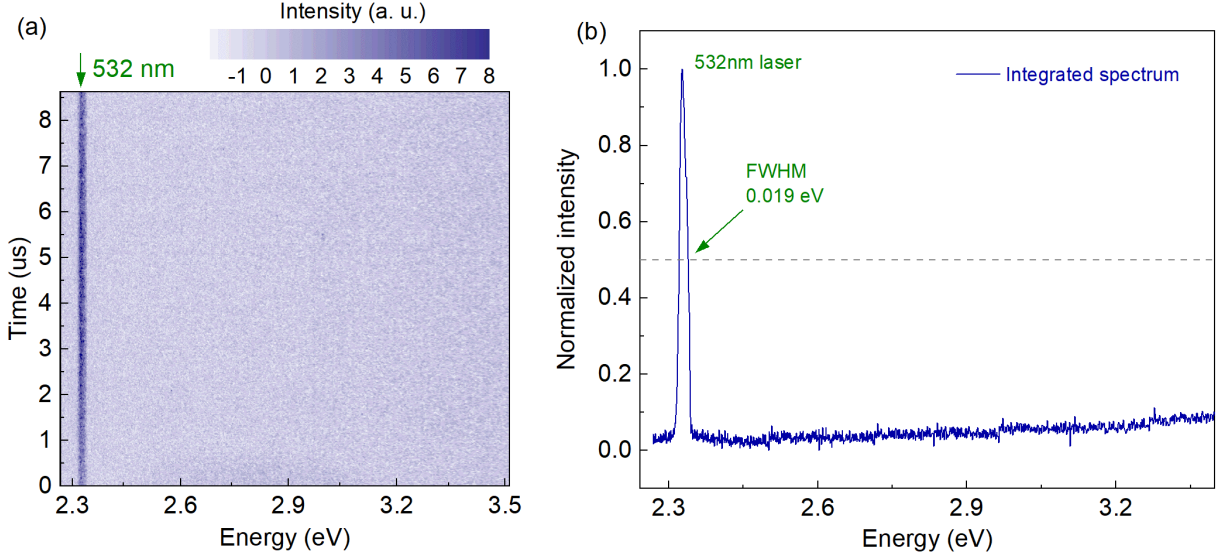 (a)
Intensity (a. u.)
-1 0 1 2 3 4 5 6 7 8
532 nm
8
7
6
5
4
3
2
1
0
Time (us)
2.3 2.6 2.9 3.2 3.5
Energy (eV)
(b)
532nm laser
Integrated spectrum
FWHM
0.019 eV
1.0
0.8
0.6
0.4
0.2
0.0
Normalized intensity
2.3 2.6 2.9 3.2
Energy (eV)